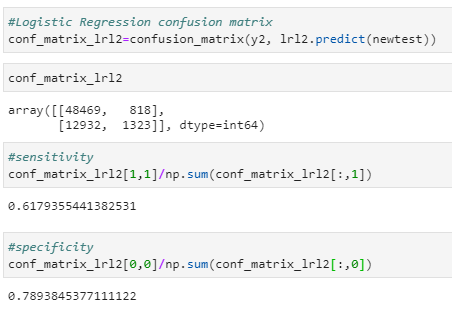 #Logistic Regression confusion matrix
conf_matrix_lrl2=confusion_matrix(y2, lrl2.predict(newtest))
conf_matrix_lrl2
array([[48469,   818],
       [12932,  1323]], dtype=int64)
#sensitivity
conf_matrix_lrl2[1,1]/np.sum(conf_matrix_lrl2[:,1])
0.6179355441382531
#specificity
conf_matrix_lrl2[0,0]/np.sum(conf_matrix_lrl2[:,0])
0.7893845377111122